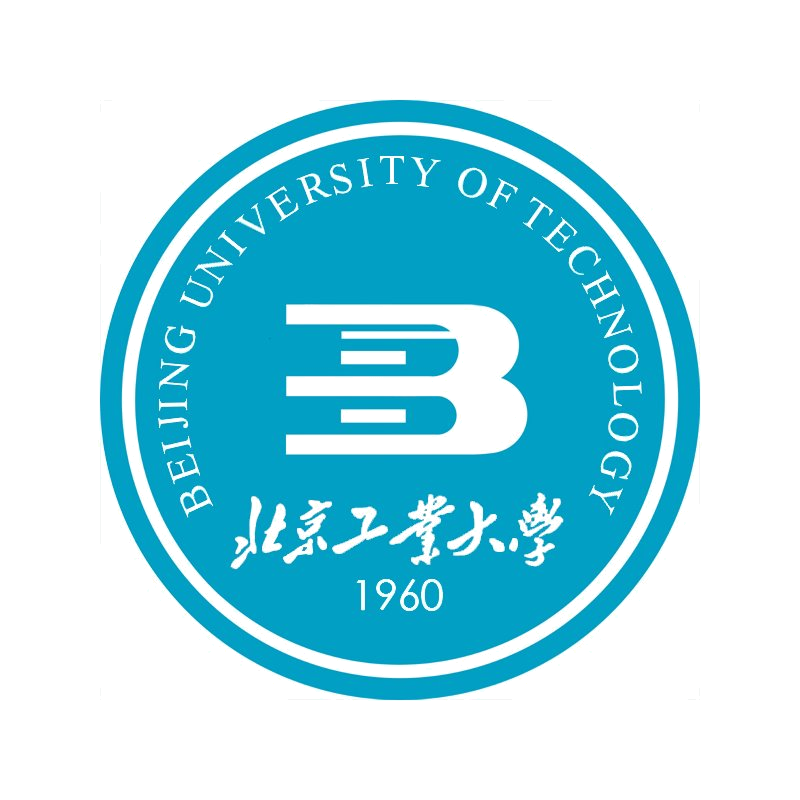 BEIJING UNIVERSITY OF TECHNOLOGY
B
北京工業大學
1960